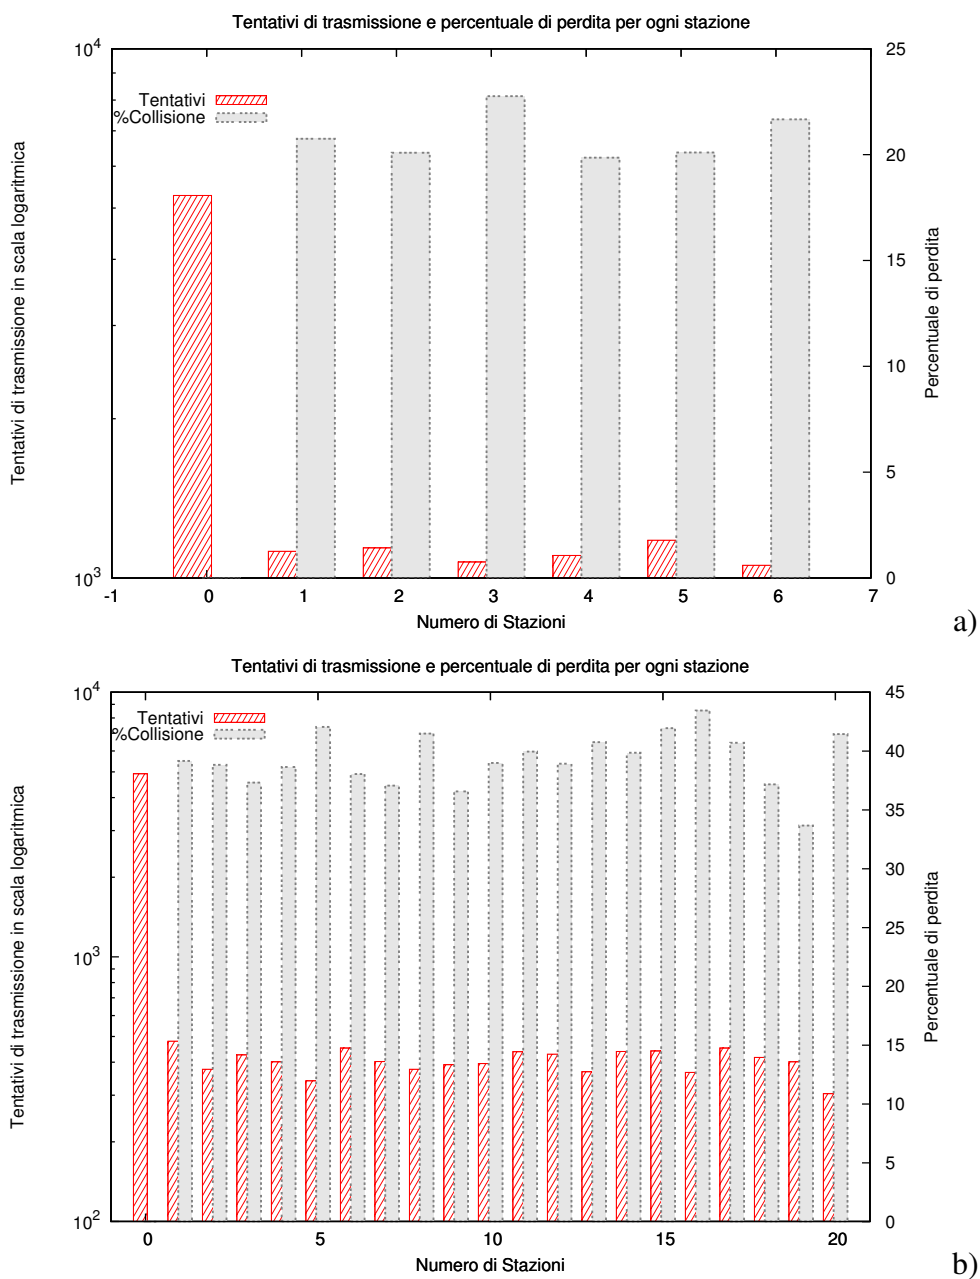 Tentativi di trasmissione e percentuale di perdita per ogni stazione
10^4
25
Tentativi
%Collisione
20
15
10
5
10^3
0
-1 0 1 2 3 4 5 6 7
Tentativi di trasmissione in scala logaritmica
Percentuale di perdita
Numero di Stazioni
a)
Tentativi di trasmissione e percentuale di perdita per ogni stazione
10^4
45
Tentativi
%Collisione
40
35
30
25
10^3
20
15
10
5
10^2
0
0 5 10 15 20
Tentativi di trasmissione in scala logaritmica
Percentuale di perdita
Numero di Stazioni
b)